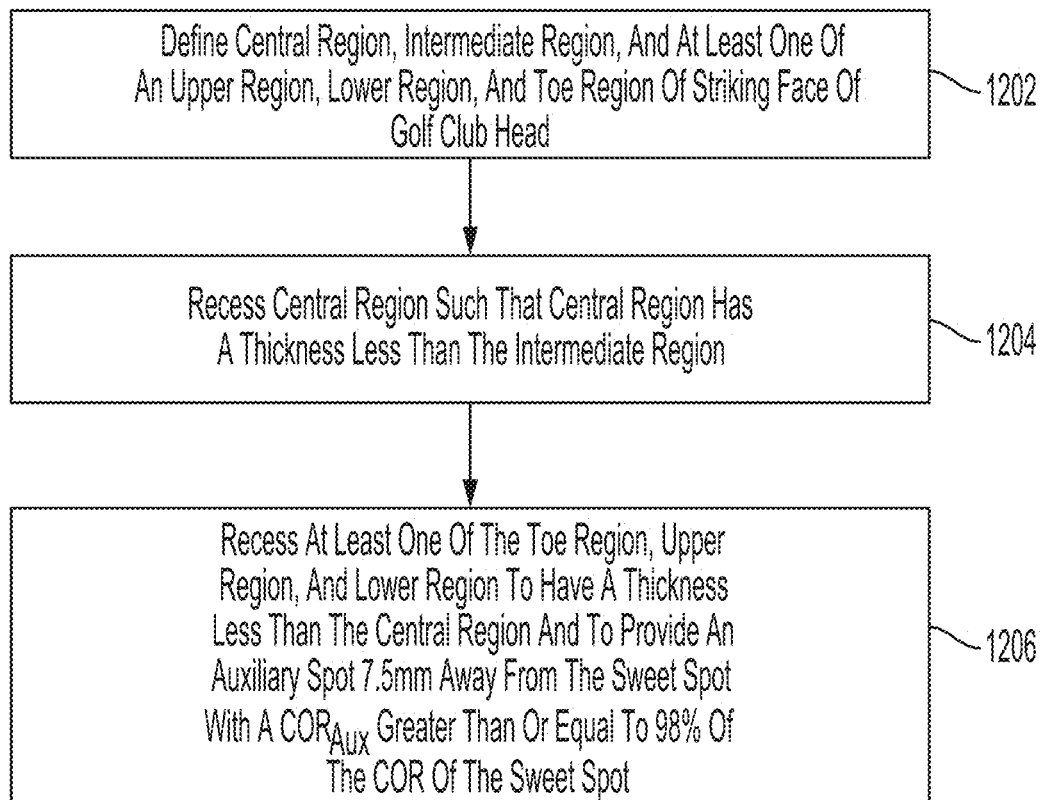 Define Central Region, Intermediate Region, And At Least One Of
An Upper Region, Lower Region, And Toe Region Of Striking Face Of
Golf Club Head
1202
Recess Central Region Such That Central Region Has
A Thickness Less Than The Intermediate Region
1204
Recess At Least One Of The Toe Region, Upper
Region, And Lower Region To Have A Thickness
Less Than The Central Region And To Provide An
Auxiliary Spot 7.5mm Away From The Sweet Spot
With A COR_Aux Greater Than Or Equal To 98% Of
The COR Of The Sweet Spot
1206